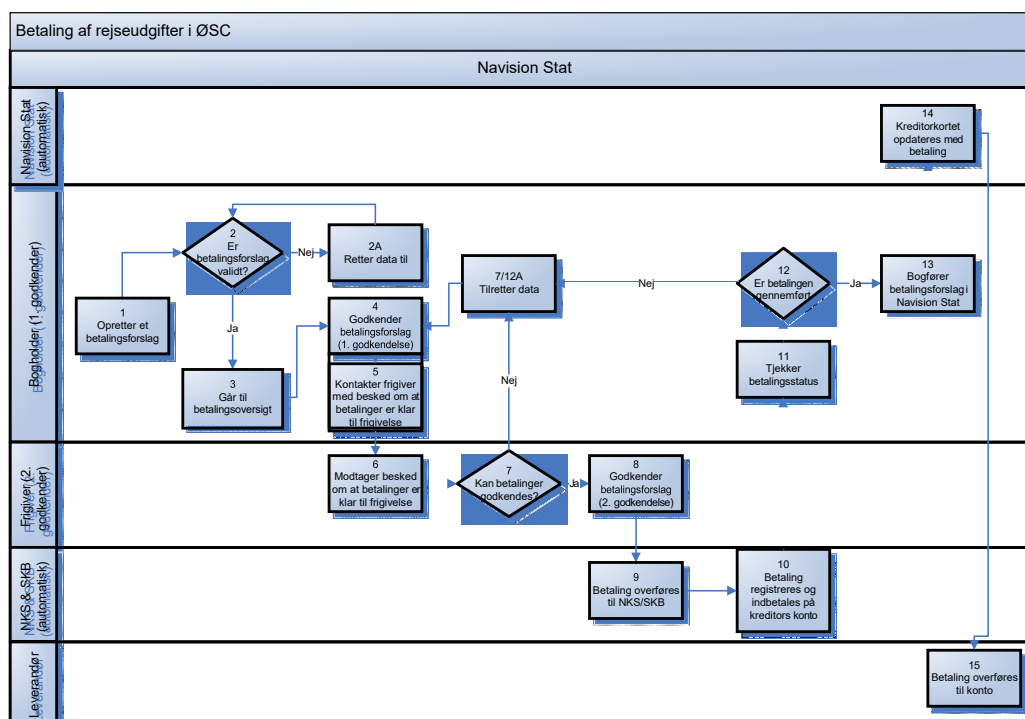 Betaling af rejseudgifter i ØSC
Navision Stat
Navision Stat
(automatisk)
14
Kreditorkortet
opdateres med
betaling
Bogholder (1. godkender)
1
Opretter et
betalingsforslag
2
Er
betalingsforslag
validt?
Nej
2A
Retter data til
Ja
3
Går til
betalingsoversigt
4
Godkender
betalingsforslag
(1. godkendelse)
5
Kontakter frigiver
med besked om at
betalinger er klar
til frigivelse
7/12A
Tilretter data
Nej
Nej
12
Er betalingen
gennemført?
Ja
13
Bogfører
betalingsforslag i
Navision Stat
11
Tjekker
betalingsstatus
Frigiver (2.
godkender)
6
Modtager besked
om at betalinger er
klar til frigivelse
7
Kan betalinger
godkendes?
Ja
8
Godkender
betalingsforslag
(2. godkendelse)
NKS & SKB
(automatisk)
9
Betaling overføres
til NKS/SKB
10
Betaling
registreres og
indbetales på
kreditors konto
Leverandør
15
Betaling overføres
til konto